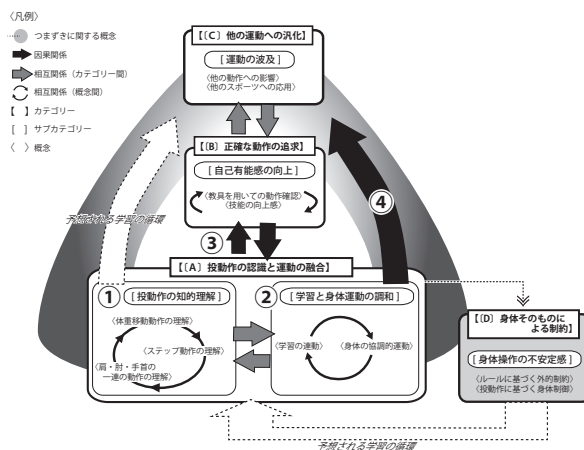 〈凡例〉
つまずきに関する概念
因果関係
相互関係（カテゴリー間）
相互関係（概念間）
【　】カテゴリー
［　］サブカテゴリー
〈　〉概念
【〔C〕他の運動への汎化】
［運動の波及］
〈他の動作への影響〉
〈他のスポーツへの応用〉
【〔B〕正確な動作の追求】
［自己有能感の向上］
〈教具を用いての動作確認〉
〈技能の向上感〉
④
予想される学習の循環
③
【〔A〕投動作の認識と運動の融合】
①
［投動作の知的理解］
〈体重移動動作の理解〉
〈ステップ動作の理解〉
〈肩・肘・手首の
一連の動作の理解〉
②
［学習と身体運動の調和］
〈学習の連動〉
〈身体の協調的運動〉
【〔D〕身体そのものに
よる制約】
［身体操作の不安定感］
〈ルールに基づく外的制約〉
〈投動作に基づく身体制御〉
予想される学習の循環